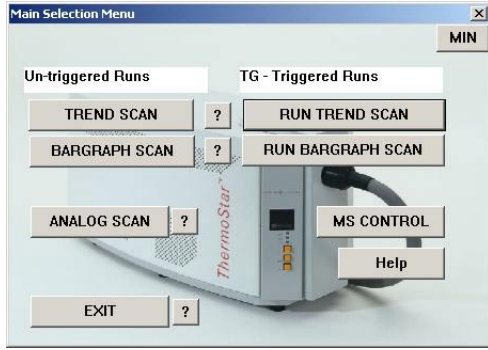 Main Selection Menu
MIN
Un-triggered Runs
TG - Triggered Runs
TREND SCAN
?
RUN TREND SCAN
BARGRAPH SCAN
?
RUN BARGRAPH SCAN
ANALOG SCAN
?
MS CONTROL
ThermoStar
Help
EXIT
?